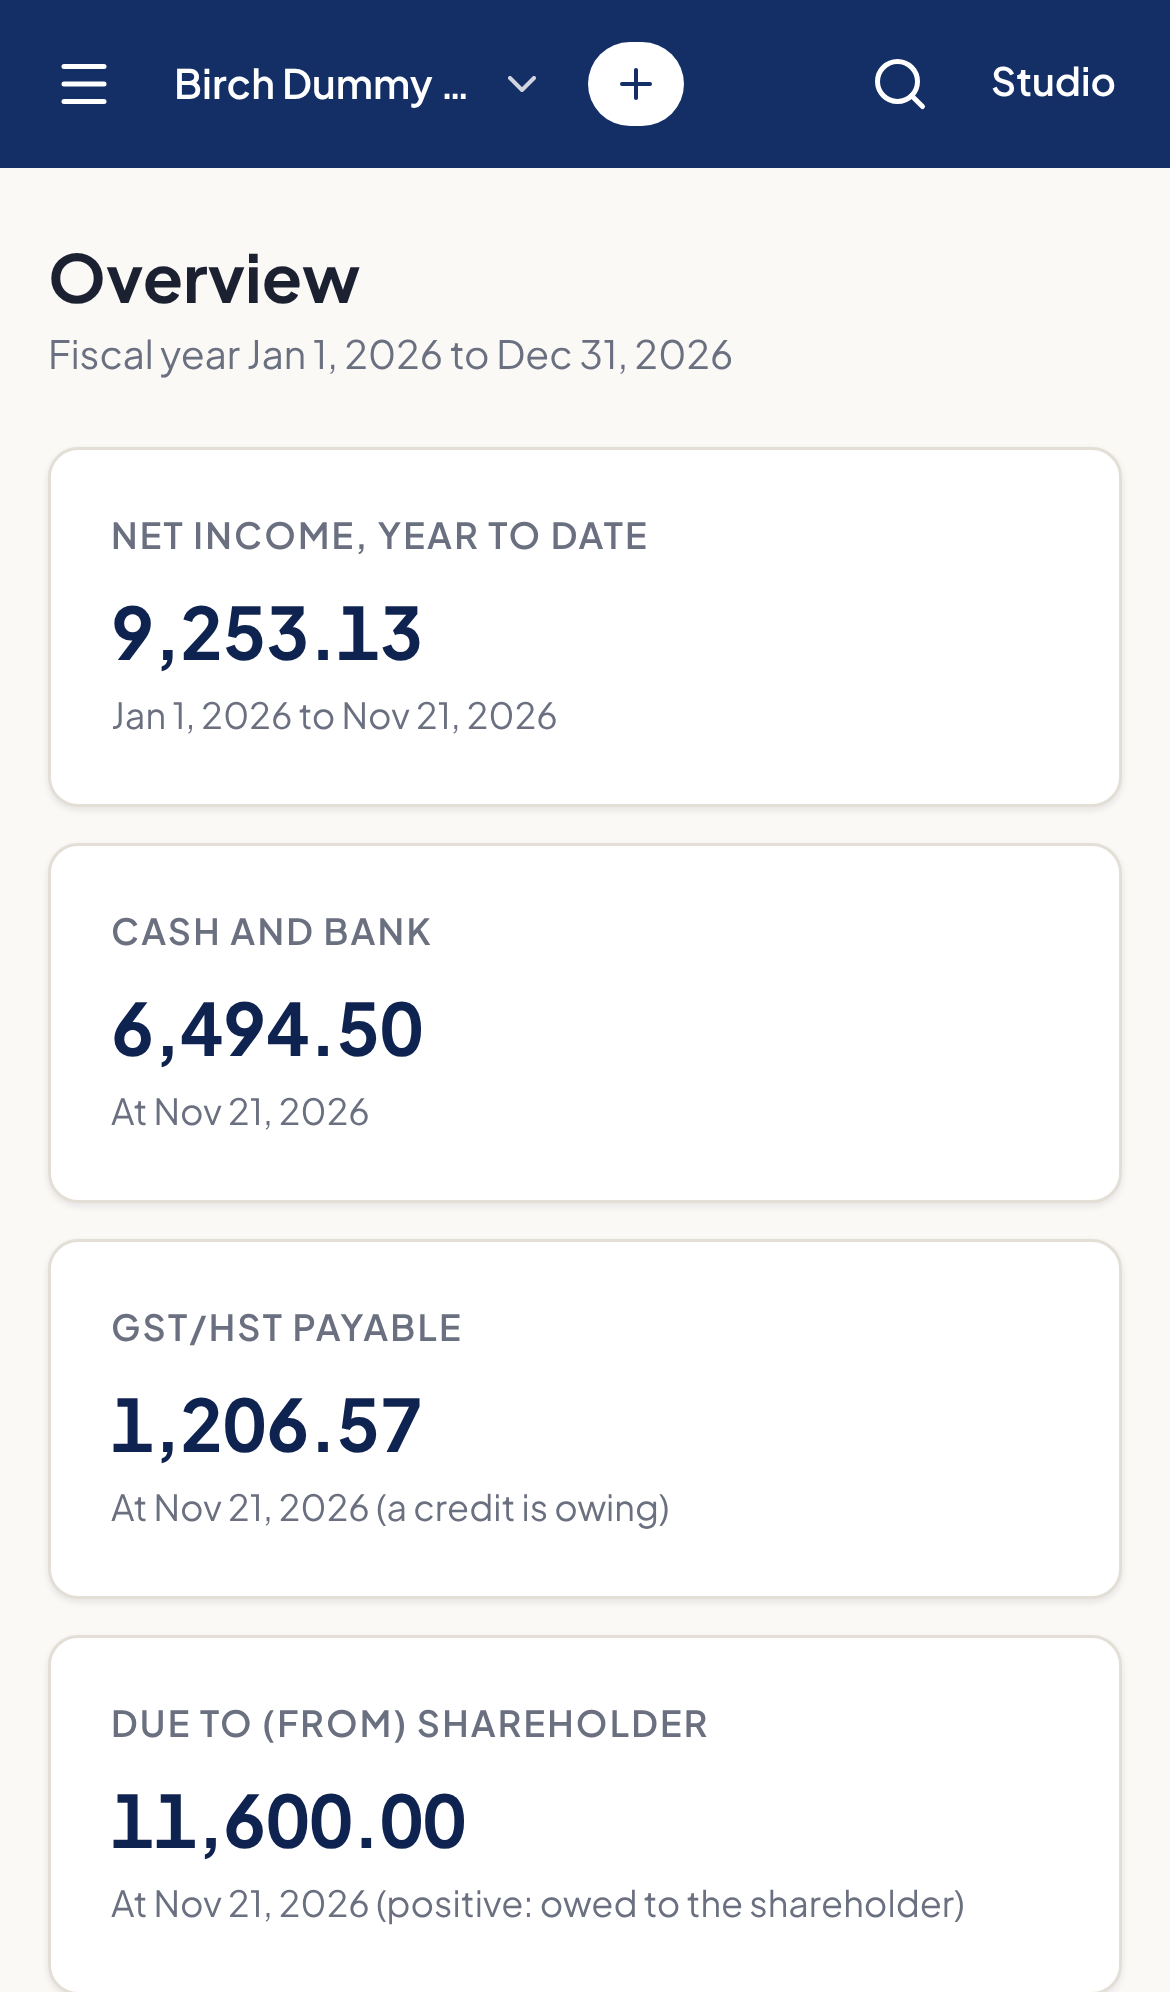 Birch Dummy ...
Studio
Overview
Fiscal year Jan 1, 2026 to Dec 31, 2026
NET INCOME, YEAR TO DATE
9,253.13
Jan 1, 2026 to Nov 21, 2026
CASH AND BANK
6,494.50
At Nov 21, 2026
GST/HST PAYABLE
1,206.57
At Nov 21, 2026 (a credit is owing)
DUE TO (FROM) SHAREHOLDER
11,600.00
At Nov 21, 2026 (positive: owed to the shareholder)